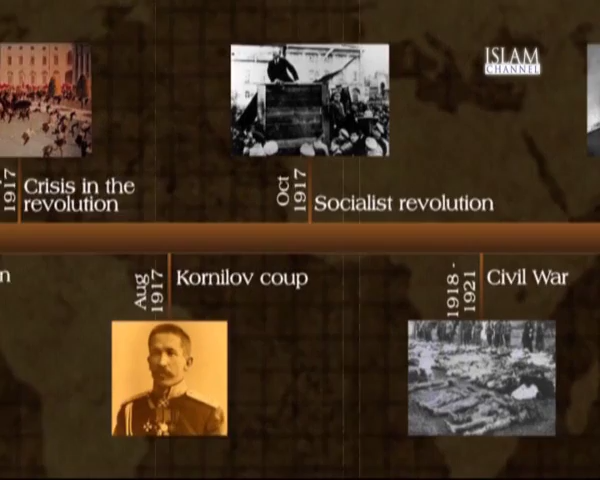 ISLAM
CHANNEL
1917
Crisis in the
revolution
Oct
1917
Socialist revolution
n
Aug
1917
Kornilov coup
1918 -
1921
Civil War